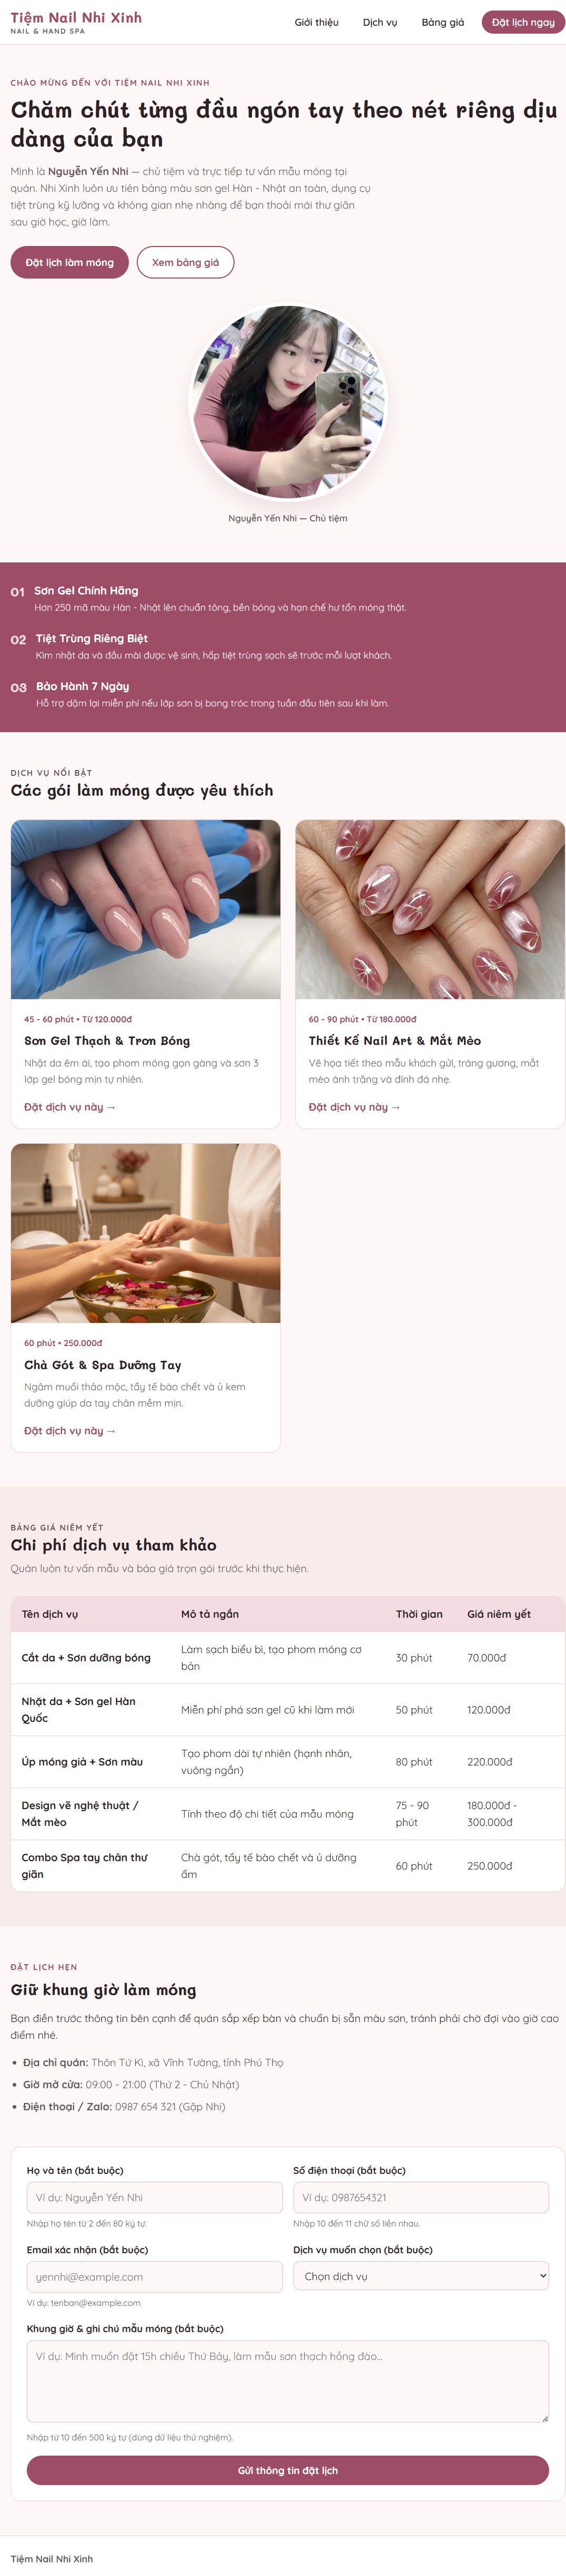 Tiệm Nail Nhi Xinh
NAIL & HAND SPA
Giới thiệu
Dịch vụ
Bảng giá
Đặt lịch ngay
CHÀO MỪNG ĐẾN VỚI TIỆM NAIL NHI XINH
Chăm chút từng đầu ngón tay theo nét riêng dịu
dàng của bạn
Mình là Nguyễn Yến Nhi — chủ tiệm và trực tiếp tư vấn mẫu móng tại
quán. Nhi Xinh luôn ưu tiên bảng màu sơn gel Hàn - Nhật an toàn, dụng cụ
tiệt trùng kỹ lưỡng và không gian nhẹ nhàng để bạn thoải mái thư giãn
sau giờ học, giờ làm.
Đặt lịch làm móng
Xem bảng giá
Nguyễn Yến Nhi — Chủ tiệm
01 Sơn Gel Chính Hãng
Hơn 250 mã màu Hàn - Nhật lên chuẩn tông, bền bóng và hạn chế hư tổn móng thật.
02 Tiệt Trùng Riêng Biệt
Kìm nhặt da và đầu mài được vệ sinh, hấp tiệt trùng sạch sẽ trước mỗi lượt khách.
03 Bảo Hành 7 Ngày
Hỗ trợ dặm lại miễn phí nếu lớp sơn bị bong tróc trong tuần đầu tiên sau khi làm.
DỊCH VỤ NỔI BẬT
Các gói làm móng được yêu thích
45 - 60 phút • Từ 120.000đ
Sơn Gel Thạch & Trơn Bóng
Nhặt da êm ái, tạo phom móng gọn gàng và sơn 3
lớp gel bóng mịn tự nhiên.
Đặt dịch vụ này →
60 - 90 phút • Từ 180.000đ
Thiết Kế Nail Art & Mắt Mèo
Vẽ họa tiết theo mẫu khách gửi, tráng gương, mắt
mèo ánh trăng và đính đá nhẹ.
Đặt dịch vụ này →
60 phút • 250.000đ
Chà Gót & Spa Dưỡng Tay
Ngâm muối thảo mộc, tẩy tế bào chết và ủ kem
dưỡng giúp da tay chân mềm mịn.
Đặt dịch vụ này →
BẢNG GIÁ NIÊM YẾT
Chi phí dịch vụ tham khảo
Quán luôn tư vấn mẫu và báo giá trọn gói trước khi thực hiện.
Tên dịch vụ Mô tả ngắn Thời gian Giá niêm yết
Cắt da + Sơn dưỡng bóng
Làm sạch biểu bì, tạo phom móng cơ
bản
30 phút
70.000đ
Nhặt da + Sơn gel Hàn
Quốc
Miễn phí phá sơn gel cũ khi làm mới
50 phút
120.000đ
Úp móng giả + Sơn màu
Tạo phom dài tự nhiên (hạnh nhân,
vuông ngắn)
80 phút
220.000đ
Design vẽ nghệ thuật /
Mắt mèo
Tính theo độ chi tiết của mẫu móng
75 - 90
phút
180.000đ -
300.000đ
Combo Spa tay chân thư
giãn
Chà gót, tẩy tế bào chết và ủ dưỡng
ẩm
60 phút
250.000đ
ĐẶT LỊCH HẸN
Giữ khung giờ làm móng
Bạn điền trước thông tin bên cạnh để quán sắp xếp bàn và chuẩn bị sẵn màu sơn, tránh phải chờ đợi vào giờ cao
điểm nhé.
• Địa chỉ quán: Thôn Tứ Kì, xã Vĩnh Tường, tỉnh Phú Thọ
• Giờ mở cửa: 09:00 - 21:00 (Thứ 2 - Chủ Nhật)
• Điện thoại / Zalo: 0987 654 321 (Gặp Nhi)
Họ và tên (bắt buộc)
Ví dụ: Nguyễn Yến Nhi
Nhập họ tên từ 2 đến 80 ký tự.
Số điện thoại (bắt buộc)
Ví dụ: 0987654321
Nhập 10 đến 11 chữ số liền nhau.
Email xác nhận (bắt buộc)
yennhi@example.com
Ví dụ: tenban@example.com
Dịch vụ muốn chọn (bắt buộc)
Chọn dịch vụ
Khung giờ & ghi chú mẫu móng (bắt buộc)
Ví dụ: Mình muốn đặt 15h chiều Thứ Bảy, làm mẫu sơn thạch hồng đào...
Nhập từ 10 đến 500 ký tự (dùng dữ liệu thử nghiệm).
Gửi thông tin đặt lịch
Tiệm Nail Nhi Xinh